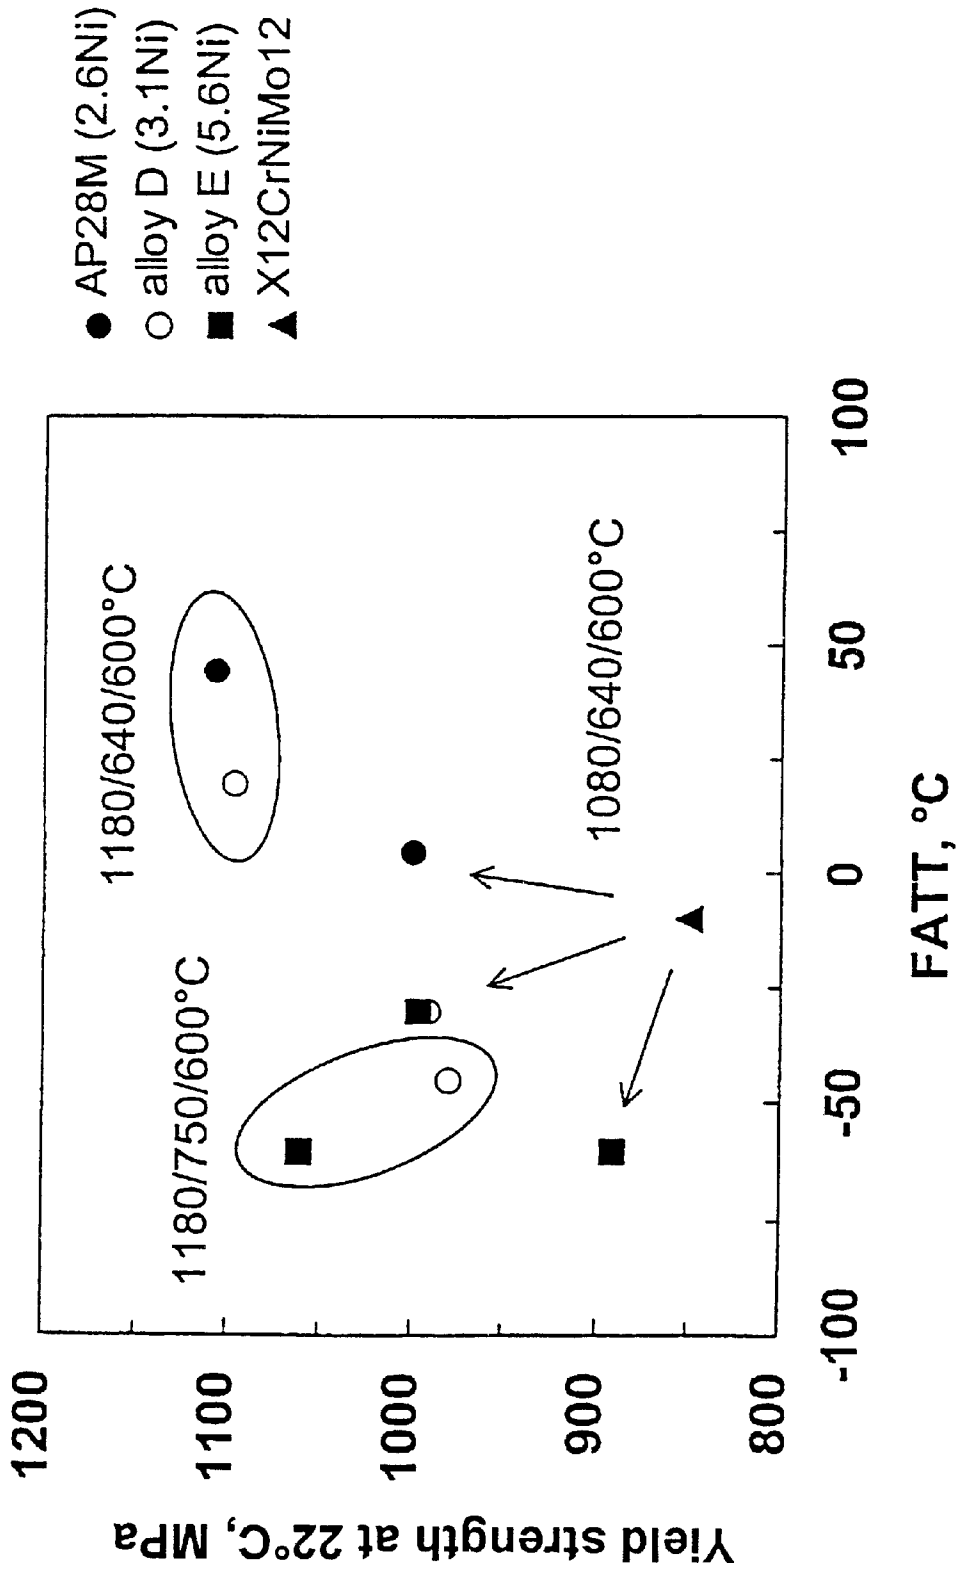 AP28M (2.6Ni)
alloy D (3.1Ni)
alloy E (5.6Ni)
X12CrNiMo12
1180/640/600°C
1180/750/600°C
1080/640/600°C
1200
1100
1000
900
800
Yield strength at 22°C, MPa
-100
-50
0
50
100
FATT, °C